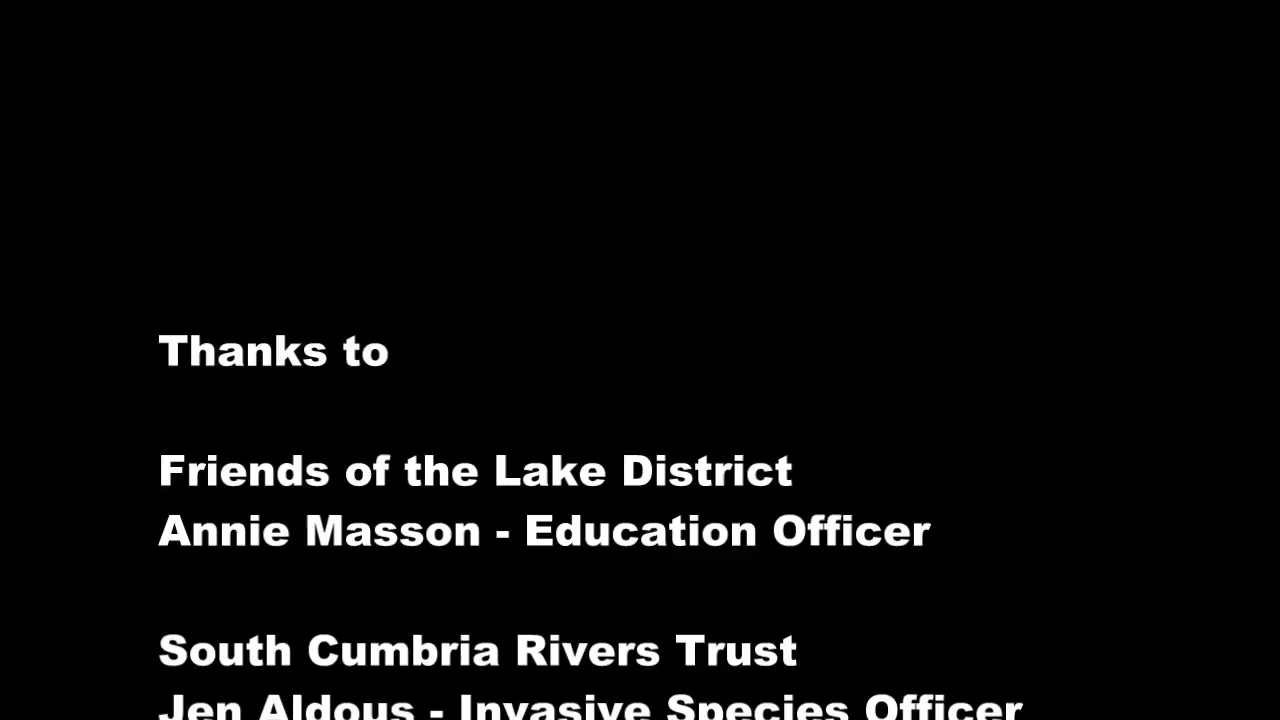 Thanks to
Friends of the Lake District
Annie Masson - Education Officer
South Cumbria Rivers Trust
Jen Aldous - Invasive Species Officer